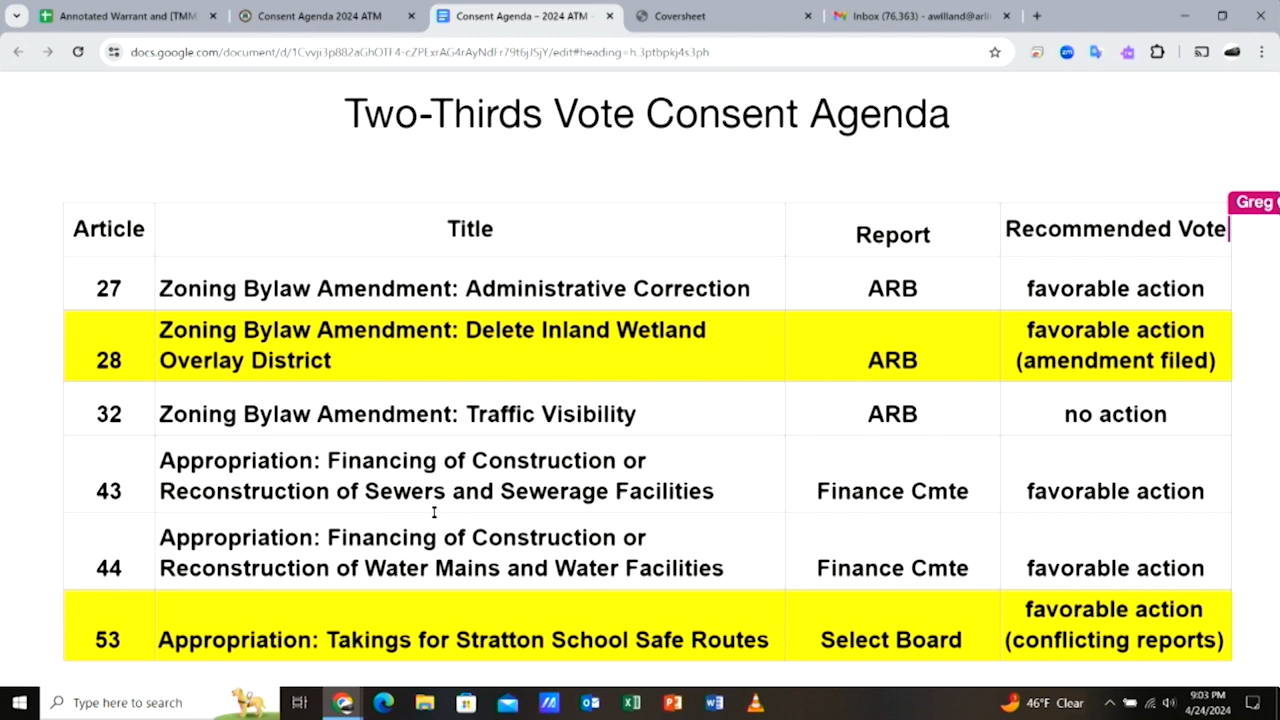 Annotated Warrant and [TMM
Consent Agenda 2024 ATM
Consent Agenda – 2024 ATM
Coversheet
Inbox (76,363) – awilland@arli
Two-Thirds Vote Consent Agenda
Greg
Article Title Report Recommended Vote
27 Zoning Bylaw Amendment: Administrative Correction ARB favorable action
Zoning Bylaw Amendment: Delete Inland Wetland favorable action
28 Overlay District ARB (amendment filed)
32 Zoning Bylaw Amendment: Traffic Visibility ARB no action
Appropriation: Financing of Construction or
43 Reconstruction of Sewers and Sewerage Facilities Finance Cmte favorable action
Appropriation: Financing of Construction or
44 Reconstruction of Water Mains and Water Facilities Finance Cmte favorable action
favorable action
53 Appropriation: Takings for Stratton School Safe Routes Select Board (conflicting reports)
Type here to search
46°F Clear
9:03 PM
4/24/2024